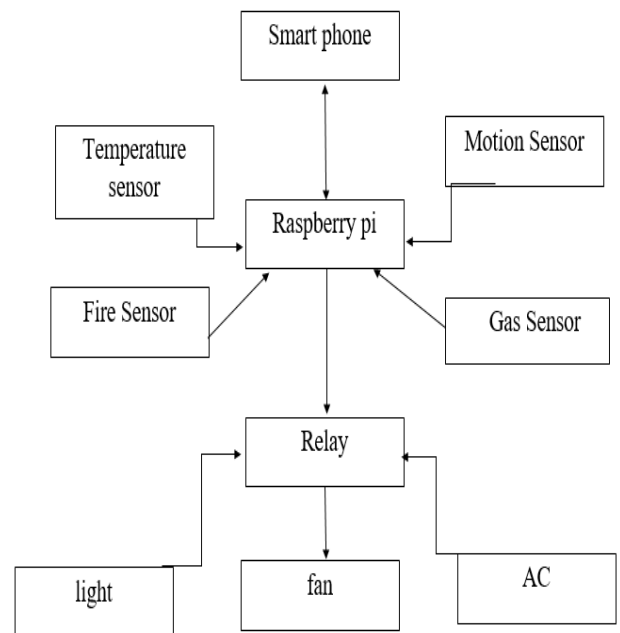 Smart phone
Temperature
sensor
Motion Sensor
Raspberry pi
Fire Sensor
Gas Sensor
Relay
light
fan
AC